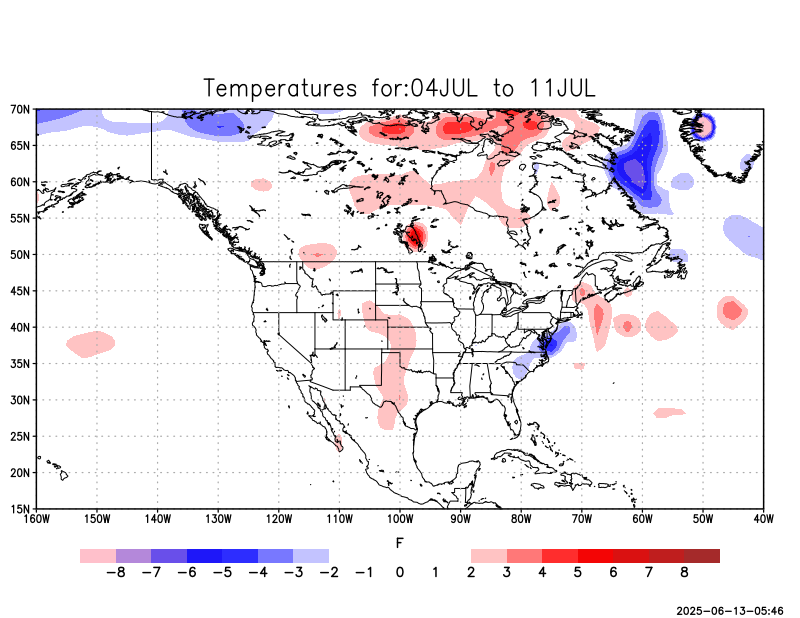 Temperatures for:04JUL to 11JUL
70N
65N
60N
55N
50N
45N
40N
35N
30N
25N
20N
15N
160W 150W 140W 130W 120W 110W 100W 90W 80W 70W 60W 50W 40W
F
-8 -7 -6 -5 -4 -3 -2 -1 0 1 2 3 4 5 6 7 8
2025-06-13-05:46